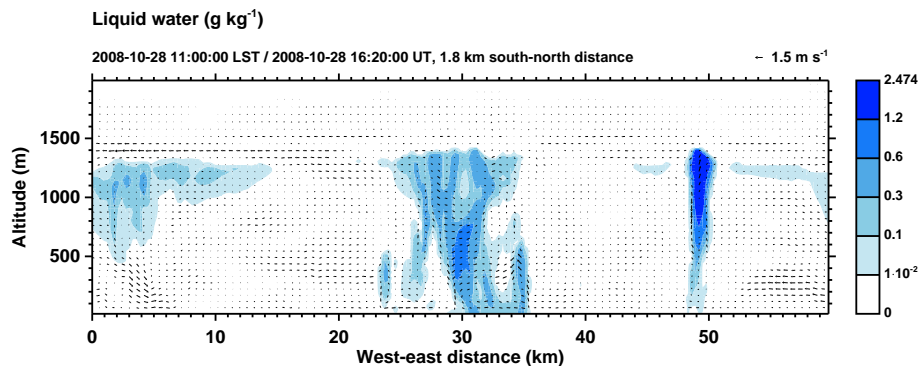 Liquid water (g kg⁻¹)
2008-10-28 11:00:00 LST / 2008-10-28 16:20:00 UT, 1.8 km south-north distance
← 1.5 m s⁻¹
2.474
1.2
0.6
0.3
0.1
1·10⁻²
0
Altitude (m)
1500
1000
500
0 10 20 30 40 50
West-east distance (km)